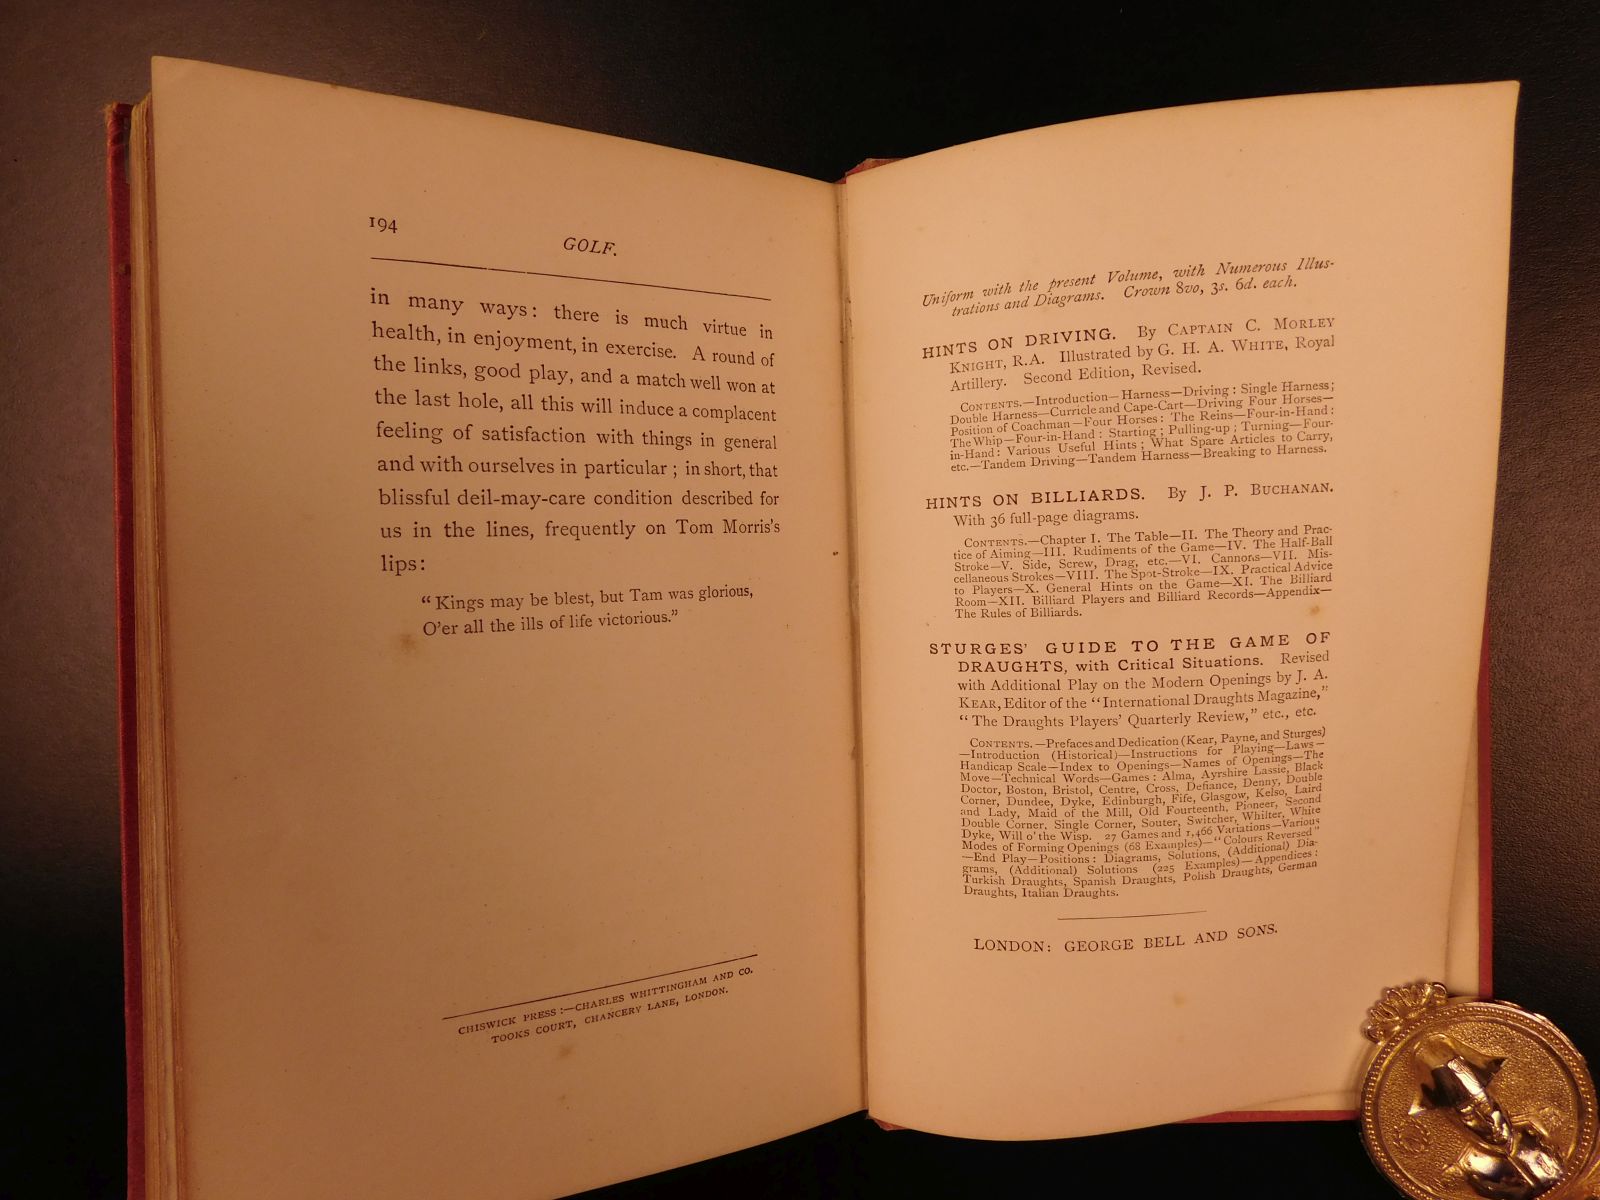 194
GOLF.
in many ways: there is much virtue in
health, in enjoyment, in exercise. A round of
the links, good play, and a match well won at
the last hole, all this will induce a complacent
feeling of satisfaction with things in general
and with ourselves in particular; in short, that
blissful deil-may-care condition described for
us in the lines, frequently on Tom Morris's
lips:
"Kings may be blest, but Tam was glorious,
O'er all the ills of life victorious."
CHISWICK PRESS:—CHARLES WHITTINGHAM AND CO.
TOOKS COURT, CHANCERY LANE, LONDON.
Uniform with the present Volume, with Numerous Illus-
trations and Diagrams. Crown 8vo, 3s. 6d. each.
HINTS ON DRIVING. By CAPTAIN C. MORLEY
KNIGHT, R.A. Illustrated by G. H. A. WHITE, Royal
Artillery. Second Edition, Revised.
CONTENTS.—Introduction—Harness—Driving: Single Harness;
Double Harness—Curricle and Cape-Cart—Driving Four Horses—
Position of Coachman—Four Horses: The Reins—Four-in-Hand:
The Whip—Four-in-Hand: Starting; Pulling-up; Turning—Four-
in-Hand: Various Useful Hints; What Spare Articles to Carry,
etc.—Tandem Driving—Tandem Harness—Breaking to Harness.
HINTS ON BILLIARDS. By J. P. BUCHANAN.
With 36 full-page diagrams.
CONTENTS.—Chapter I. The Table—II. The Theory and Prac-
tice of Aiming—III. Rudiments of the Game—IV. The Half-Ball
Stroke—V. Side, Screw, Drag, etc.—VI. Cannons—VII. Mis-
cellaneous Strokes—VIII. The Spot-Stroke—IX. Practical Advice
to Players—X. General Hints on the Game—XI. The Billiard
Room—XII. Billiard Players and Billiard Records—Appendix—
The Rules of Billiards.
STURGES' GUIDE TO THE GAME OF
DRAUGHTS, with Critical Situations. Revised
with Additional Play on the Modern Openings by J. A.
KEAR, Editor of the "International Draughts Magazine,"
"The Draughts Players' Quarterly Review," etc., etc.
CONTENTS.—Prefaces and Dedication (Kear, Payne, and Sturges)
—Introduction (Historical)—Instructions for Playing—Laws—
Handicap Scale—Index to Openings—Names of Openings—The
Move—Technical Words—Games: Alma, Ayrshire Lassie, Black
Doctor, Boston, Bristol, Centre, Cross, Defiance, Denny, Double
Corner, Dundee, Dyke, Edinburgh, Fife, Glasgow, Kelso, Laird
and Lady, Maid of the Mill, Old Fourteenth, Pioneer, Second
Double Corner, Single Corner, Souter, Switcher, Whilter, White
Dyke, Will o' the Wisp. 27 Games and 1,466 Variations—Various
Modes of Forming Openings (68 Examples)—"Colours Reversed"
—End Play—Positions: Diagrams, Solutions, (Additional) Dia-
grams, (Additional) Solutions (225 Examples)—Appendices:
Turkish Draughts, Spanish Draughts, Polish Draughts, German
Draughts, Italian Draughts.
LONDON: GEORGE BELL AND SONS.